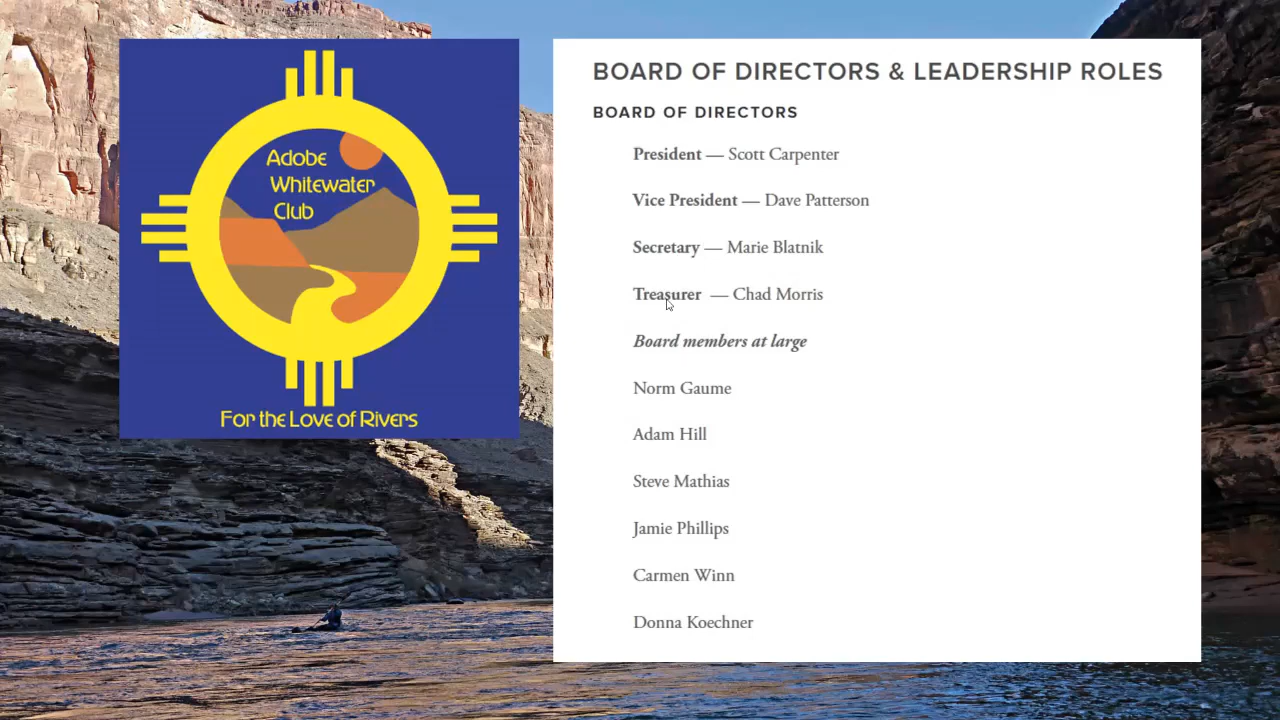 Adobe
Whitewater
Club
For the Love of Rivers
BOARD OF DIRECTORS & LEADERSHIP ROLES
BOARD OF DIRECTORS
President — Scott Carpenter
Vice President — Dave Patterson
Secretary — Marie Blatnik
Treasurer — Chad Morris
Board members at large
Norm Gaume
Adam Hill
Steve Mathias
Jamie Phillips
Carmen Winn
Donna Koechner